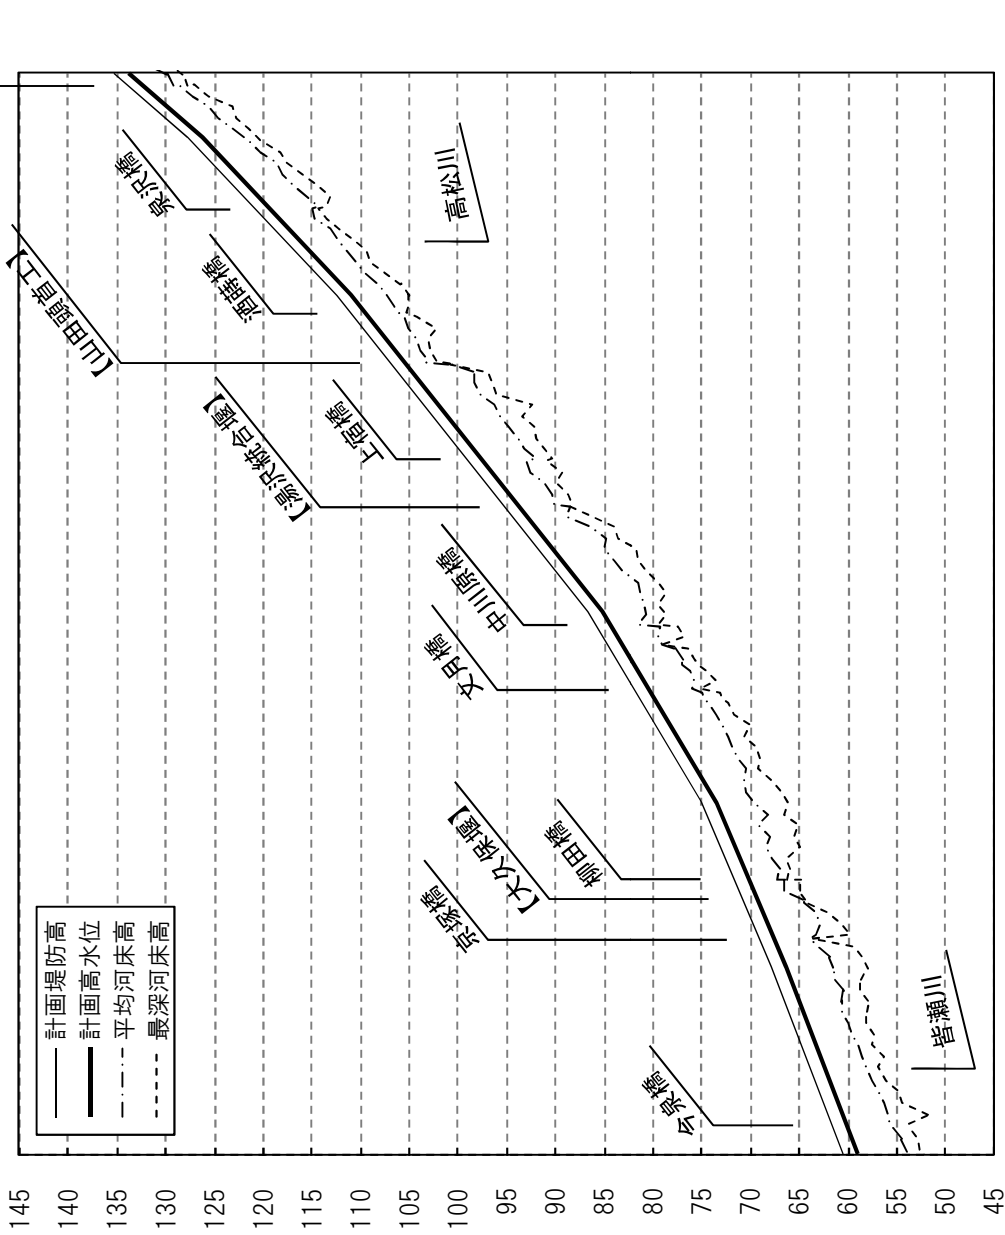 計画堤防高
計画高水位
平均河床高
最深河床高
145
140
135
130
125
120
115
110
105
100
95
90
85
80
75
70
65
60
55
50
45
今泉橋
皆瀬川
京塚橋
【大久保堰】
柳田橋
文月橋
中川原橋
【湯沢統合堰】
上宿橋
【山田頭首工】
酒蒔橋
高松川
泉沢橋